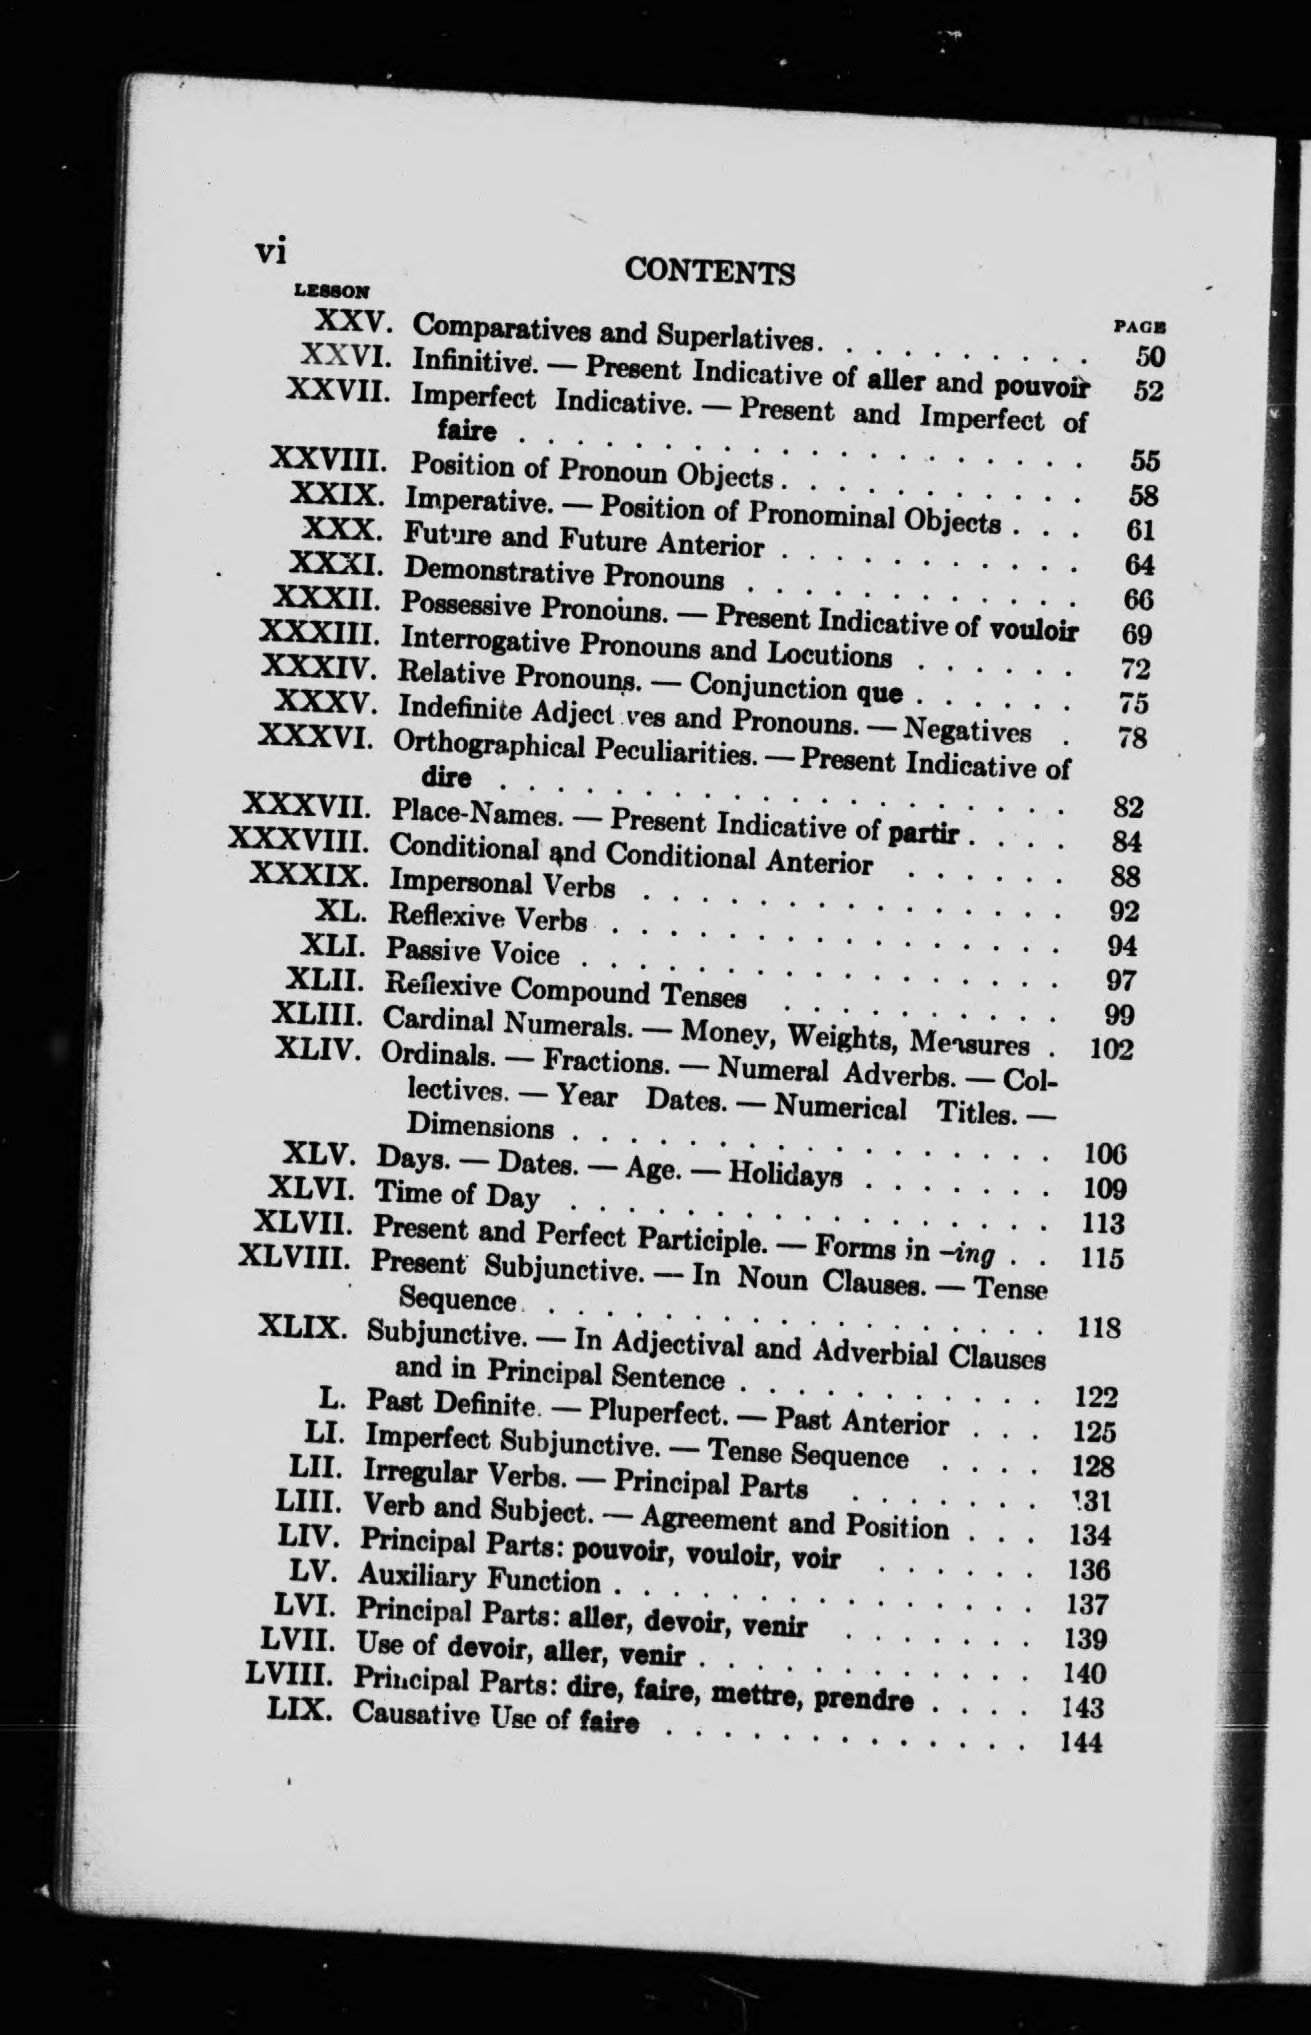 vi
CONTENTS
LESSON
PAGE
XXV. Comparatives and Superlatives. . . . . . . . . . 50
XXVI. Infinitive. — Present Indicative of aller and pouvoir 52
XXVII. Imperfect Indicative. — Present and Imperfect of
faire . . . . . . . . . . . . . . . . . . . . 55
XXVIII. Position of Pronoun Objects . . . . . . . . . . . 58
XXIX. Imperative. — Position of Pronominal Objects . . . 61
XXX. Future and Future Anterior . . . . . . . . . . . 64
XXXI. Demonstrative Pronouns . . . . . . . . . . . . 66
XXXII. Possessive Pronouns. — Present Indicative of vouloir 69
XXXIII. Interrogative Pronouns and Locutions . . . . . . 72
XXXIV. Relative Pronouns. — Conjunction que . . . . . . 75
XXXV. Indefinite Adject ves and Pronouns. — Negatives . 78
XXXVI. Orthographical Peculiarities. — Present Indicative of
dire . . . . . . . . . . . . . . . . . . . . 82
XXXVII. Place-Names. — Present Indicative of partir . . . . 84
XXXVIII. Conditional and Conditional Anterior . . . . . . 88
XXXIX. Impersonal Verbs . . . . . . . . . . . . . . . 92
XL. Reflexive Verbs . . . . . . . . . . . . . . . . 94
XLI. Passive Voice . . . . . . . . . . . . . . . . . 97
XLII. Reflexive Compound Tenses . . . . . . . . . . 99
XLIII. Cardinal Numerals. — Money, Weights, Measures . 102
XLIV. Ordinals. — Fractions. — Numeral Adverbs. — Col-
lectives. — Year Dates. — Numerical Titles. —
Dimensions . . . . . . . . . . . . . . . . . 106
XLV. Days. — Dates. — Age. — Holidays . . . . . . . 109
XLVI. Time of Day . . . . . . . . . . . . . . . . . 113
XLVII. Present and Perfect Participle. — Forms in -ing . . 115
XLVIII. Present Subjunctive. — In Noun Clauses. — Tense
Sequence . . . . . . . . . . . . . . . . . . 118
XLIX. Subjunctive. — In Adjectival and Adverbial Clauses
and in Principal Sentence . . . . . . . . . . . 122
L. Past Definite. — Pluperfect. — Past Anterior . . . 125
LI. Imperfect Subjunctive. — Tense Sequence . . . . 128
LII. Irregular Verbs. — Principal Parts . . . . . . . 131
LIII. Verb and Subject. — Agreement and Position . . . 134
LIV. Principal Parts: pouvoir, vouloir, voir . . . . . . 136
LV. Auxiliary Function . . . . . . . . . . . . . . . 137
LVI. Principal Parts: aller, devoir, venir . . . . . . . 139
LVII. Use of devoir, aller, venir . . . . . . . . . . . . 140
LVIII. Principal Parts: dire, faire, mettre, prendre . . . . 143
LIX. Causative Use of faire . . . . . . . . . . . . . 144